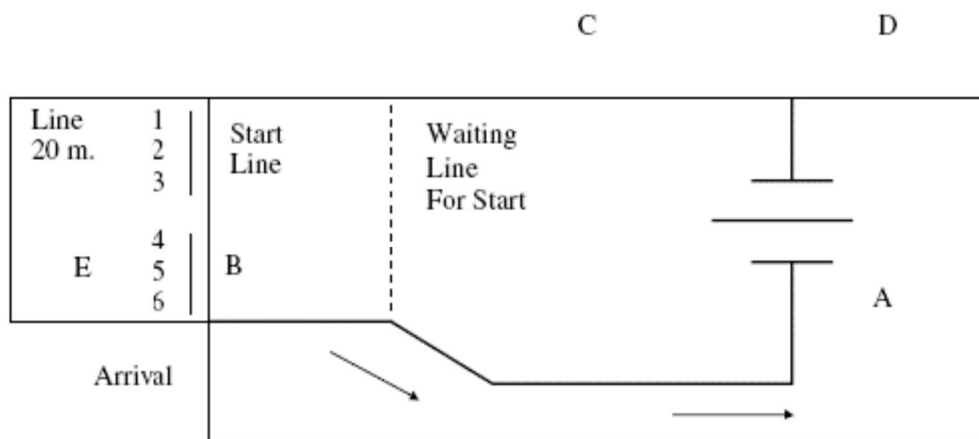 C
D
Line
20 m.
1
2
3
Start
Line
Waiting
Line
For Start
4
5
6
E
B
A
Arrival